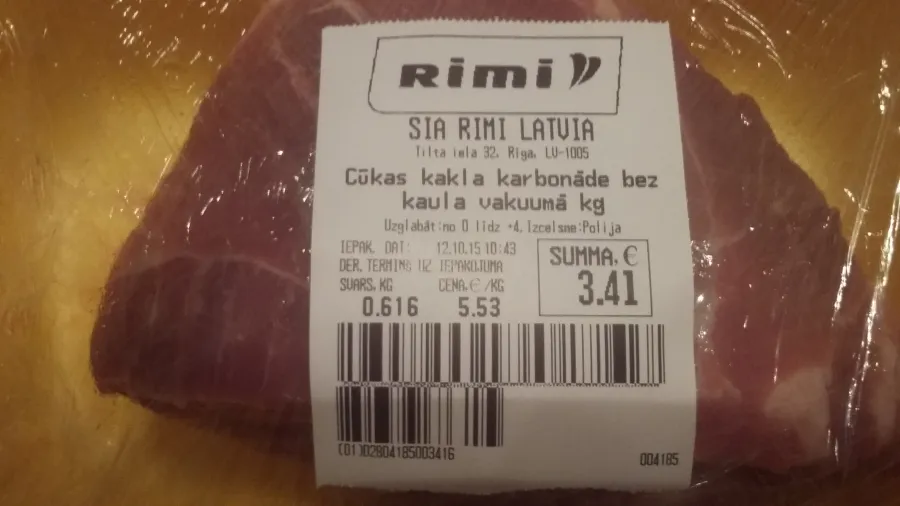 Rimi
SIA RIMI LATVIA
Tilta iela 32, Rīga, LV-1005
Cūkas kakla karbonāde bez
kaula vakuumā kg
Uzglabāt:no 0 līdz +4, Izcelsme:Polija
IEPAK. DAT: 12.10.15 10:43
DER. TERMIŅŠ UZ IEPAKOJUMA
SVARS, KG CENA,€/KG
0.616 5.53
SUMMA, €
3.41
(01)02804185003416
004185